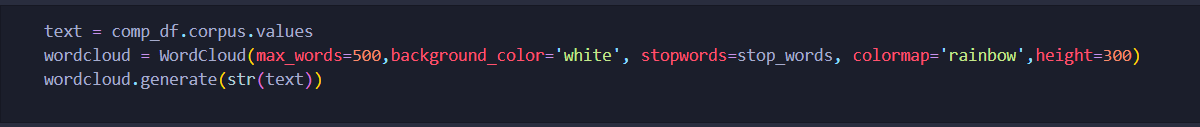 text = comp_df.corpus.values
wordcloud = WordCloud(max_words=500,background_color='white', stopwords=stop_words, colormap='rainbow',height=300)
wordcloud.generate(str(text))